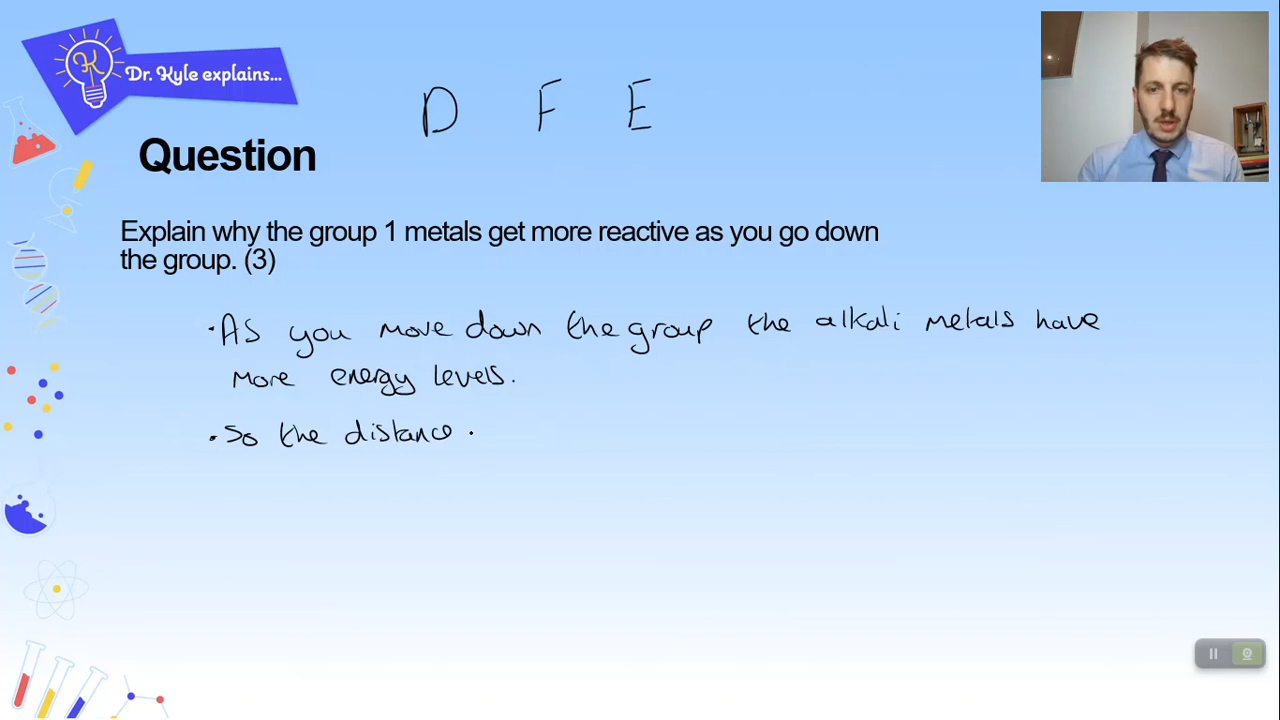 Dr. Kyle explains...
D F E
Question
Explain why the group 1 metals get more reactive as you go down
the group. (3)
• As you move down the group the alkali metals have
more energy levels.
• So the distance